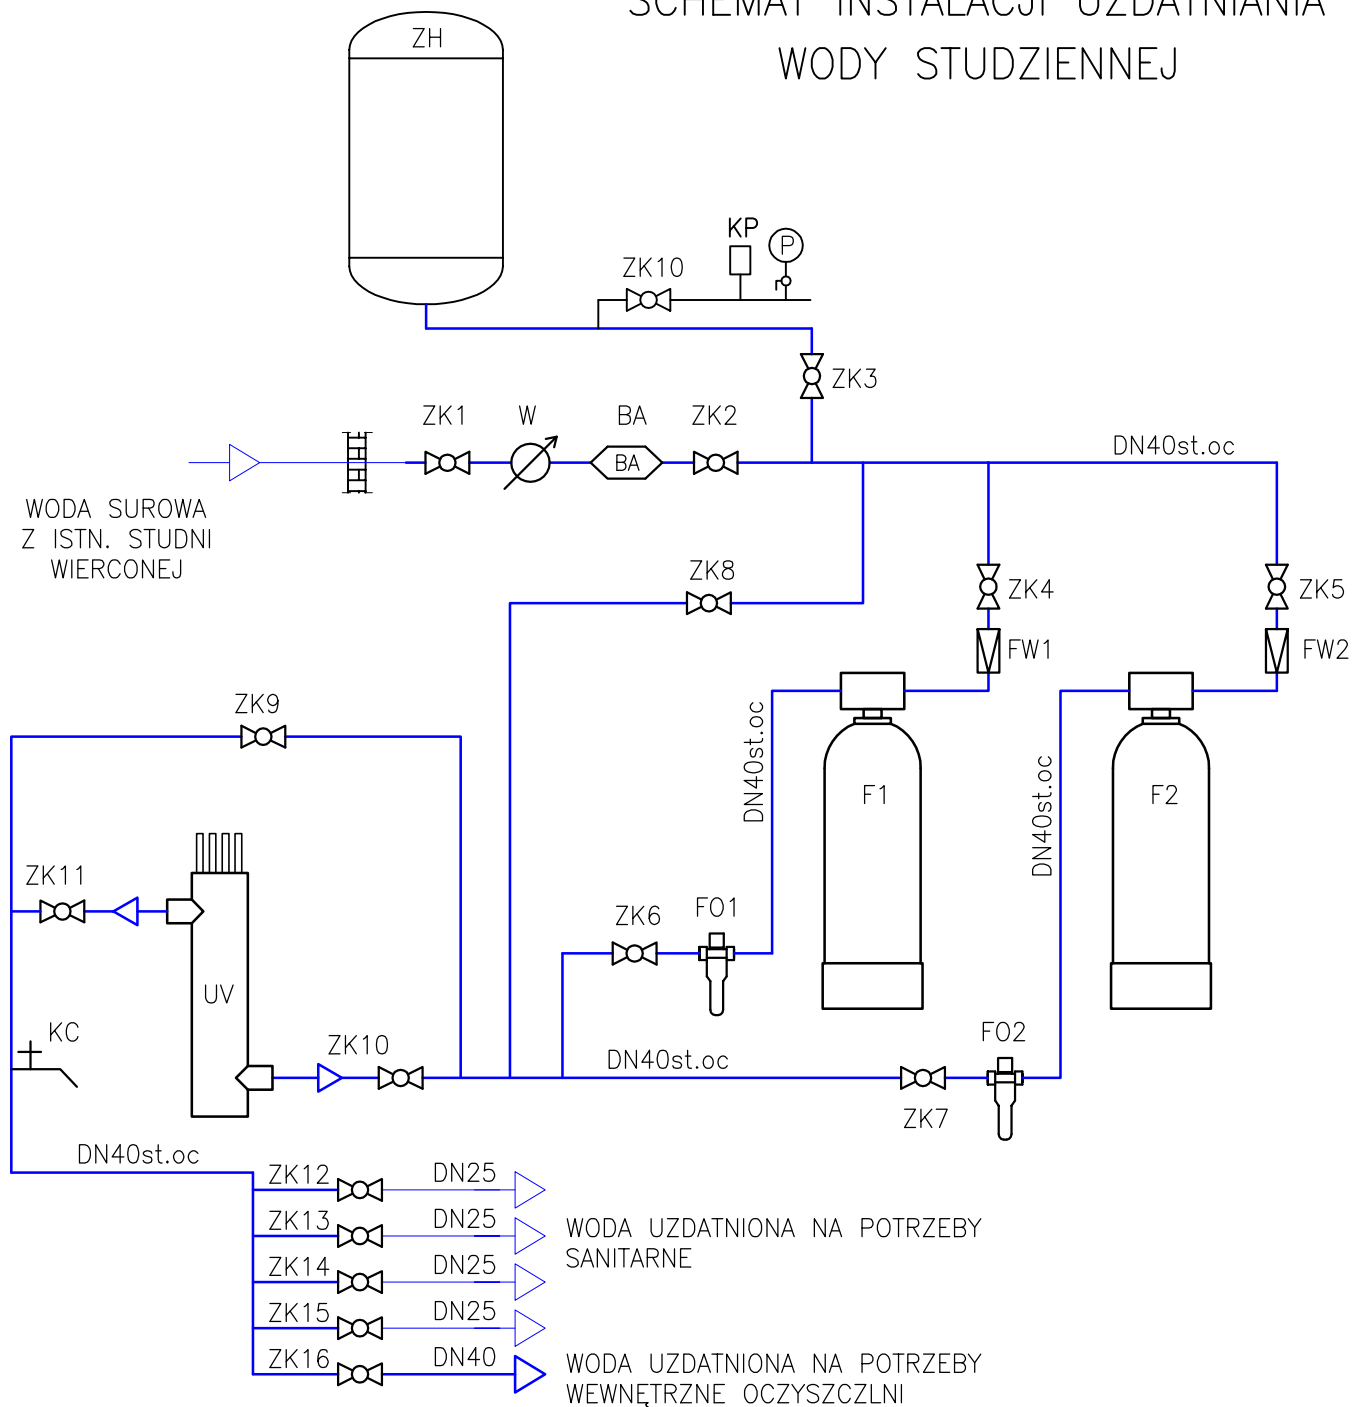 SCHEMAT INSTALACJI UZDATNIANIA
WODY STUDZIENNEJ
ZH
KP
P
ZK10
ZK3
ZK1
W
BA
ZK2
BA
DN40st.oc
WODA SUROWA
Z ISTN. STUDNI
WIERCONEJ
ZK8
ZK4
ZK5
FW1
FW2
ZK9
DN40st.oc
DN40st.oc
F1
F2
ZK11
ZK6
FO1
UV
KC
ZK10
DN40st.oc
FO2
ZK7
DN40st.oc
ZK12
DN25
ZK13
DN25
WODA UZDATNIONA NA POTRZEBY
SANITARNE
ZK14
DN25
ZK15
DN25
ZK16
DN40
WODA UZDATNIONA NA POTRZEBY
WEWNĘTRZNE OCZYSZCZLNI